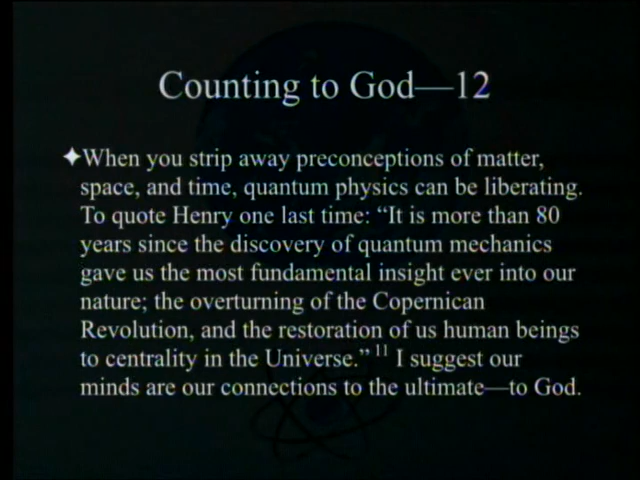 Counting to God—12
✦When you strip away preconceptions of matter,
space, and time, quantum physics can be liberating.
To quote Henry one last time: “It is more than 80
years since the discovery of quantum mechanics
gave us the most fundamental insight ever into our
nature; the overturning of the Copernican
Revolution, and the restoration of us human beings
to centrality in the Universe.” 11 I suggest our
minds are our connections to the ultimate—to God.